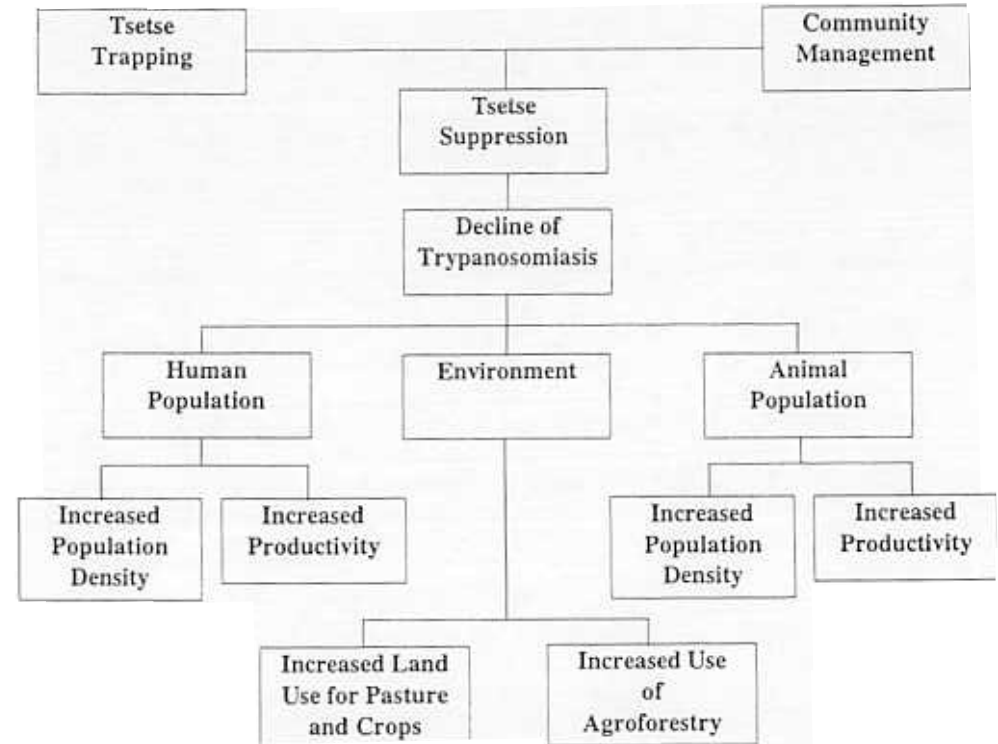 Tsetse
Trapping
Community
Management
Tsetse
Suppression
Decline of
Trypanosomiasis
Human
Population
Environment
Animal
Population
Increased
Population
Density
Increased
Productivity
Increased
Population
Density
Increased
Productivity
Increased Land
Use for Pasture
and Crops
Increased Use
of
Agroforestry